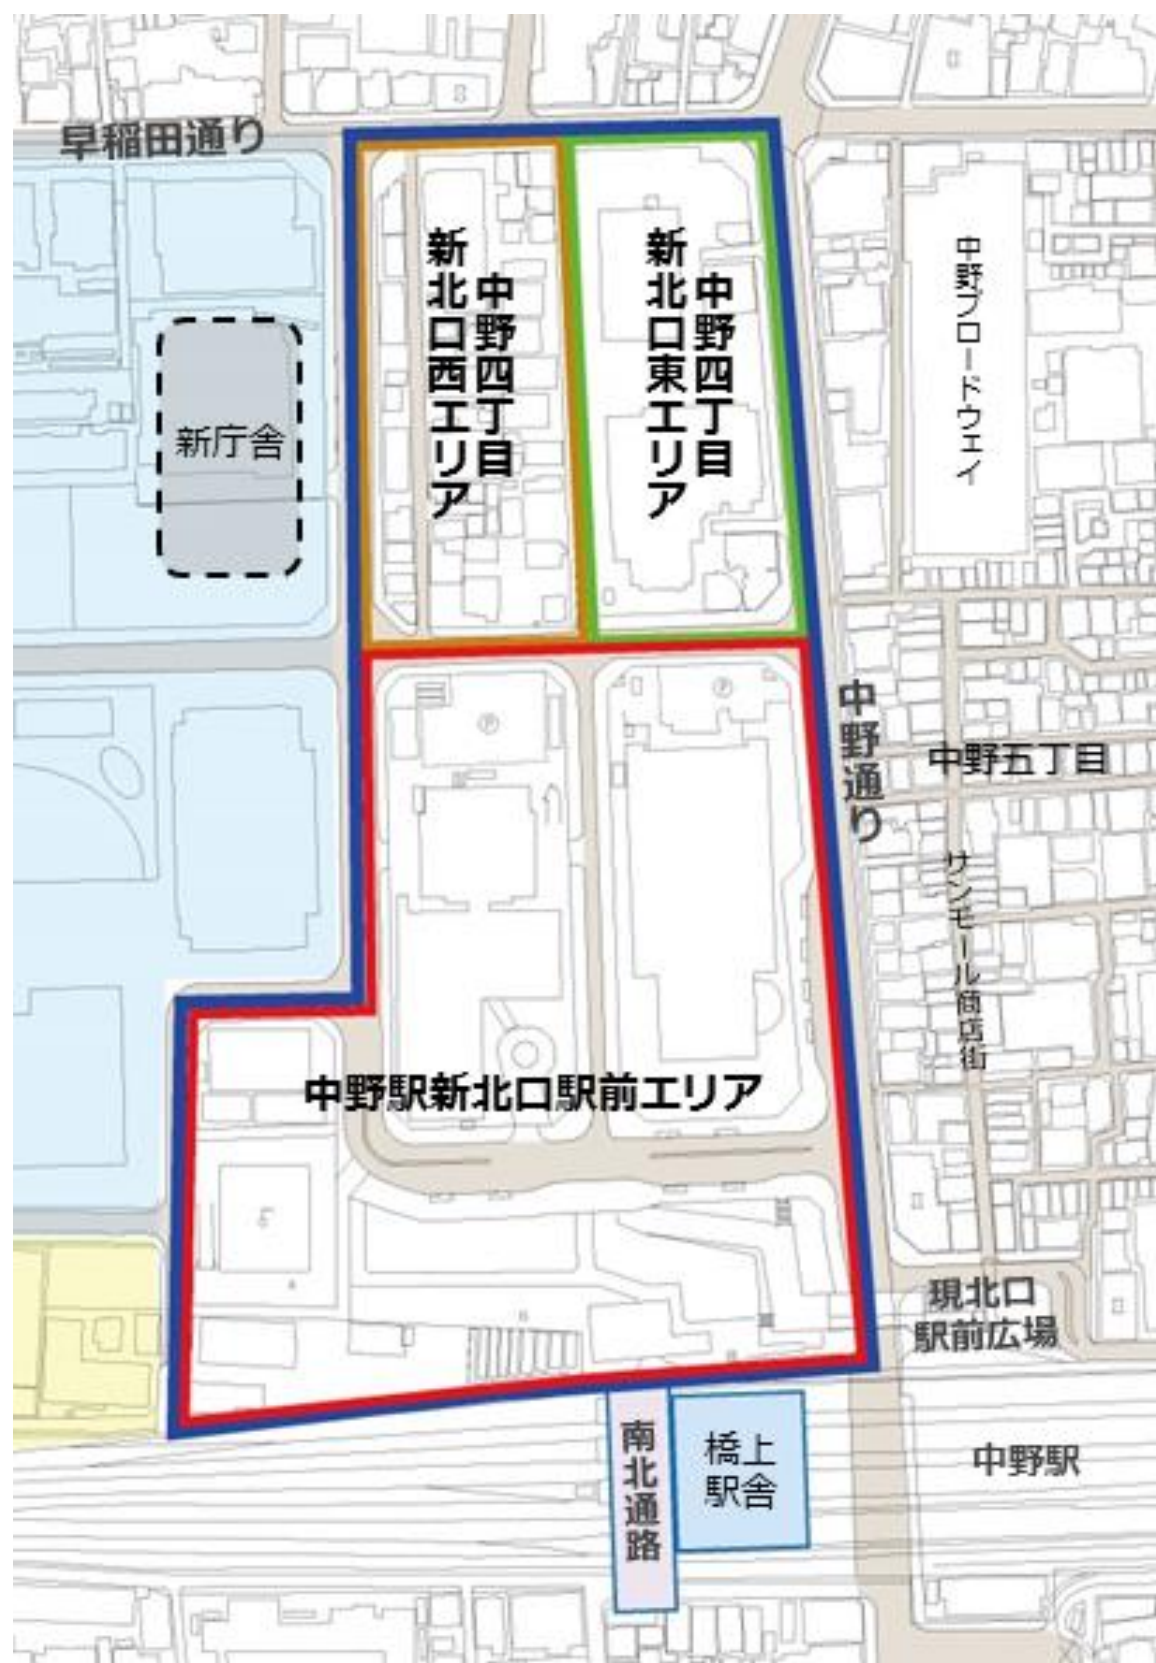 早稲田通り
中野四丁目
新北口西エリア
中野四丁目
新北口東エリア
中野ブロードウェイ
新庁舎
中野通り
中野五丁目
サンモール商店街
中野駅新北口駅前エリア
現北口
駅前広場
南北通路
橋上
駅舎
中野駅